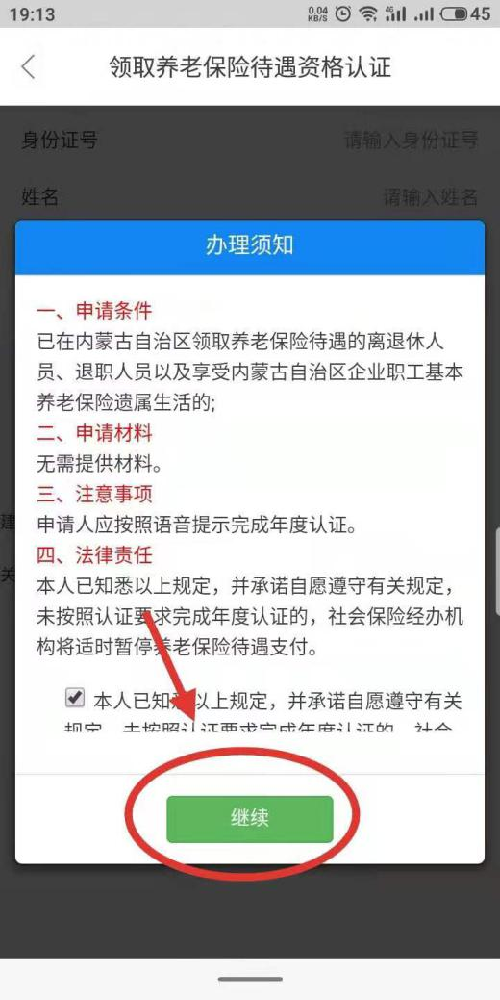 19:13
0.04 KB/S
4G
45
领取养老保险待遇资格认证
身份证号
请输入身份证号
姓名
请输入姓名
办理须知
一、申请条件
已在内蒙古自治区领取养老保险待遇的离退休人
员、退职人员以及享受内蒙古自治区企业职工基本
养老保险遗属生活的;
二、申请材料
无需提供材料。
三、注意事项
申请人应按照语音提示完成年度认证。
建
四、法律责任
关
本人已知悉以上规定，并承诺自愿遵守有关规定，
未按照认证要求完成年度认证的，社会保险经办机
构将适时暂停养老保险待遇支付。
本人已知悉以上规定，并承诺自愿遵守有关
规定，未按照认证要求完成年度认证的，社会
继续